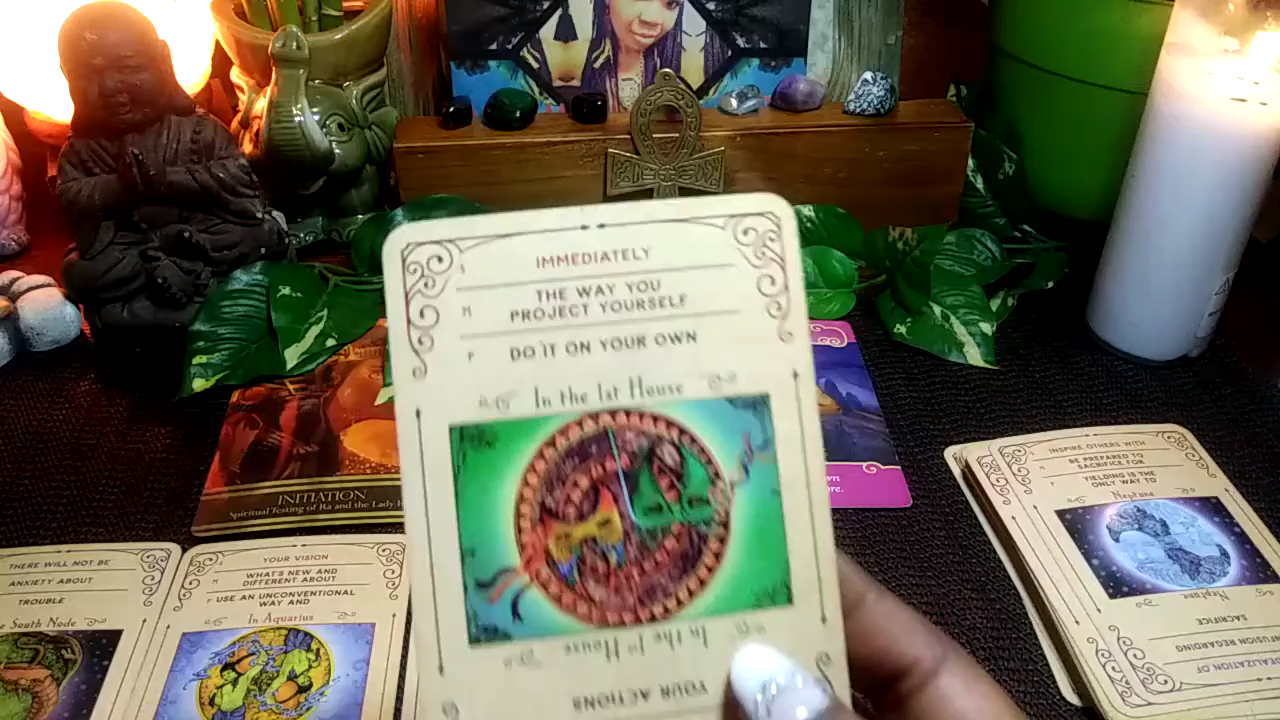 S IMMEDIATELY
M THE WAY YOU
PROJECT YOURSELF
F DO IT ON YOUR OWN
In the 1st House
In the 1st House
YOUR ACTIONS
INITIATION
Spiritual Testing of Ra and the Lady
THERE WILL NOT BE
ANXIETY ABOUT
TROUBLE
South Node
YOUR VISION
M WHAT'S NEW AND
DIFFERENT ABOUT
F USE AN UNCONVENTIONAL
WAY AND
In Aquarius
INSPIRE OTHERS WITH
BE PREPARED TO
SACRIFICE FOR
YIELDING IS THE
ONLY WAY TO
Neptune
Neptune
SACRIFICE
REGARDING
IDEALIZATION OF